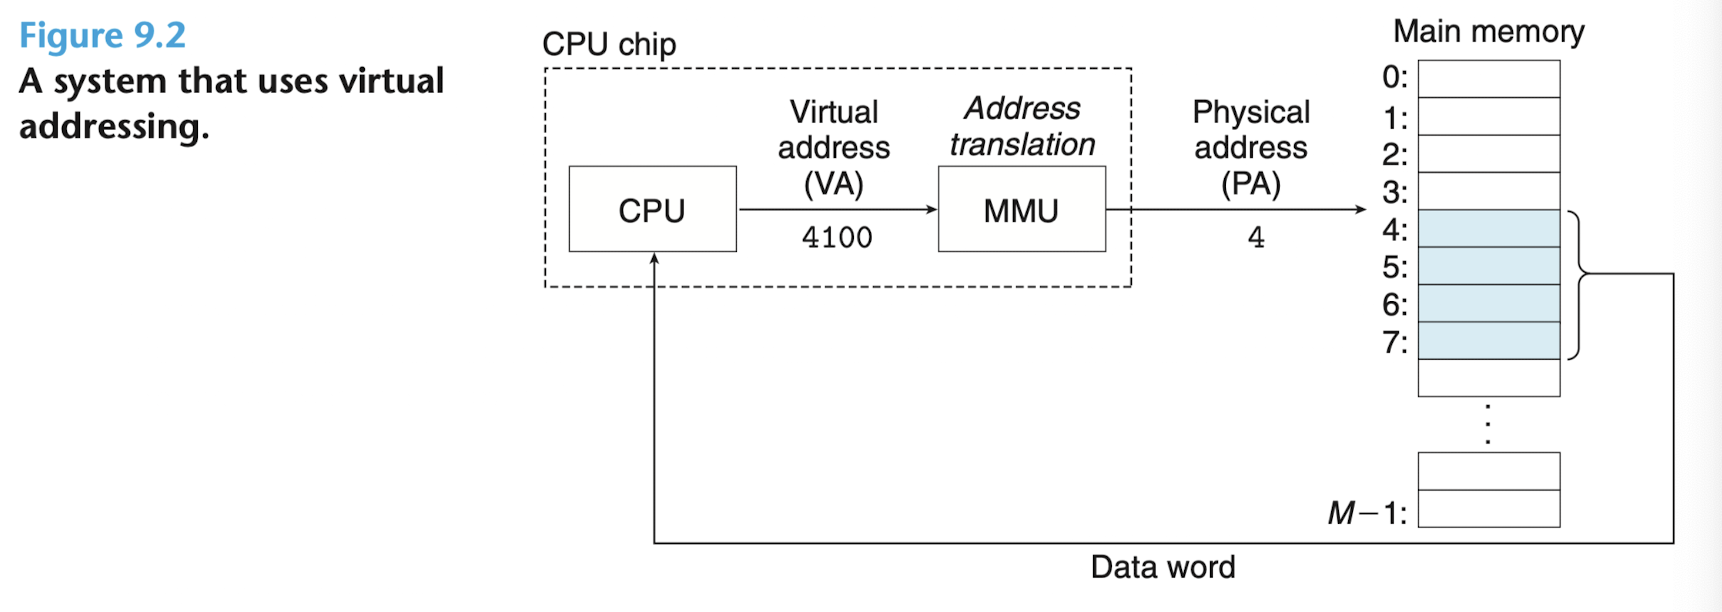 Figure 9.2
A system that uses virtual
addressing.
CPU chip
Main memory
Virtual
address
(VA)
Address
translation
Physical
address
(PA)
CPU
4100
MMU
4
0:
1:
2:
3:
4:
5:
6:
7:
M−1:
Data word